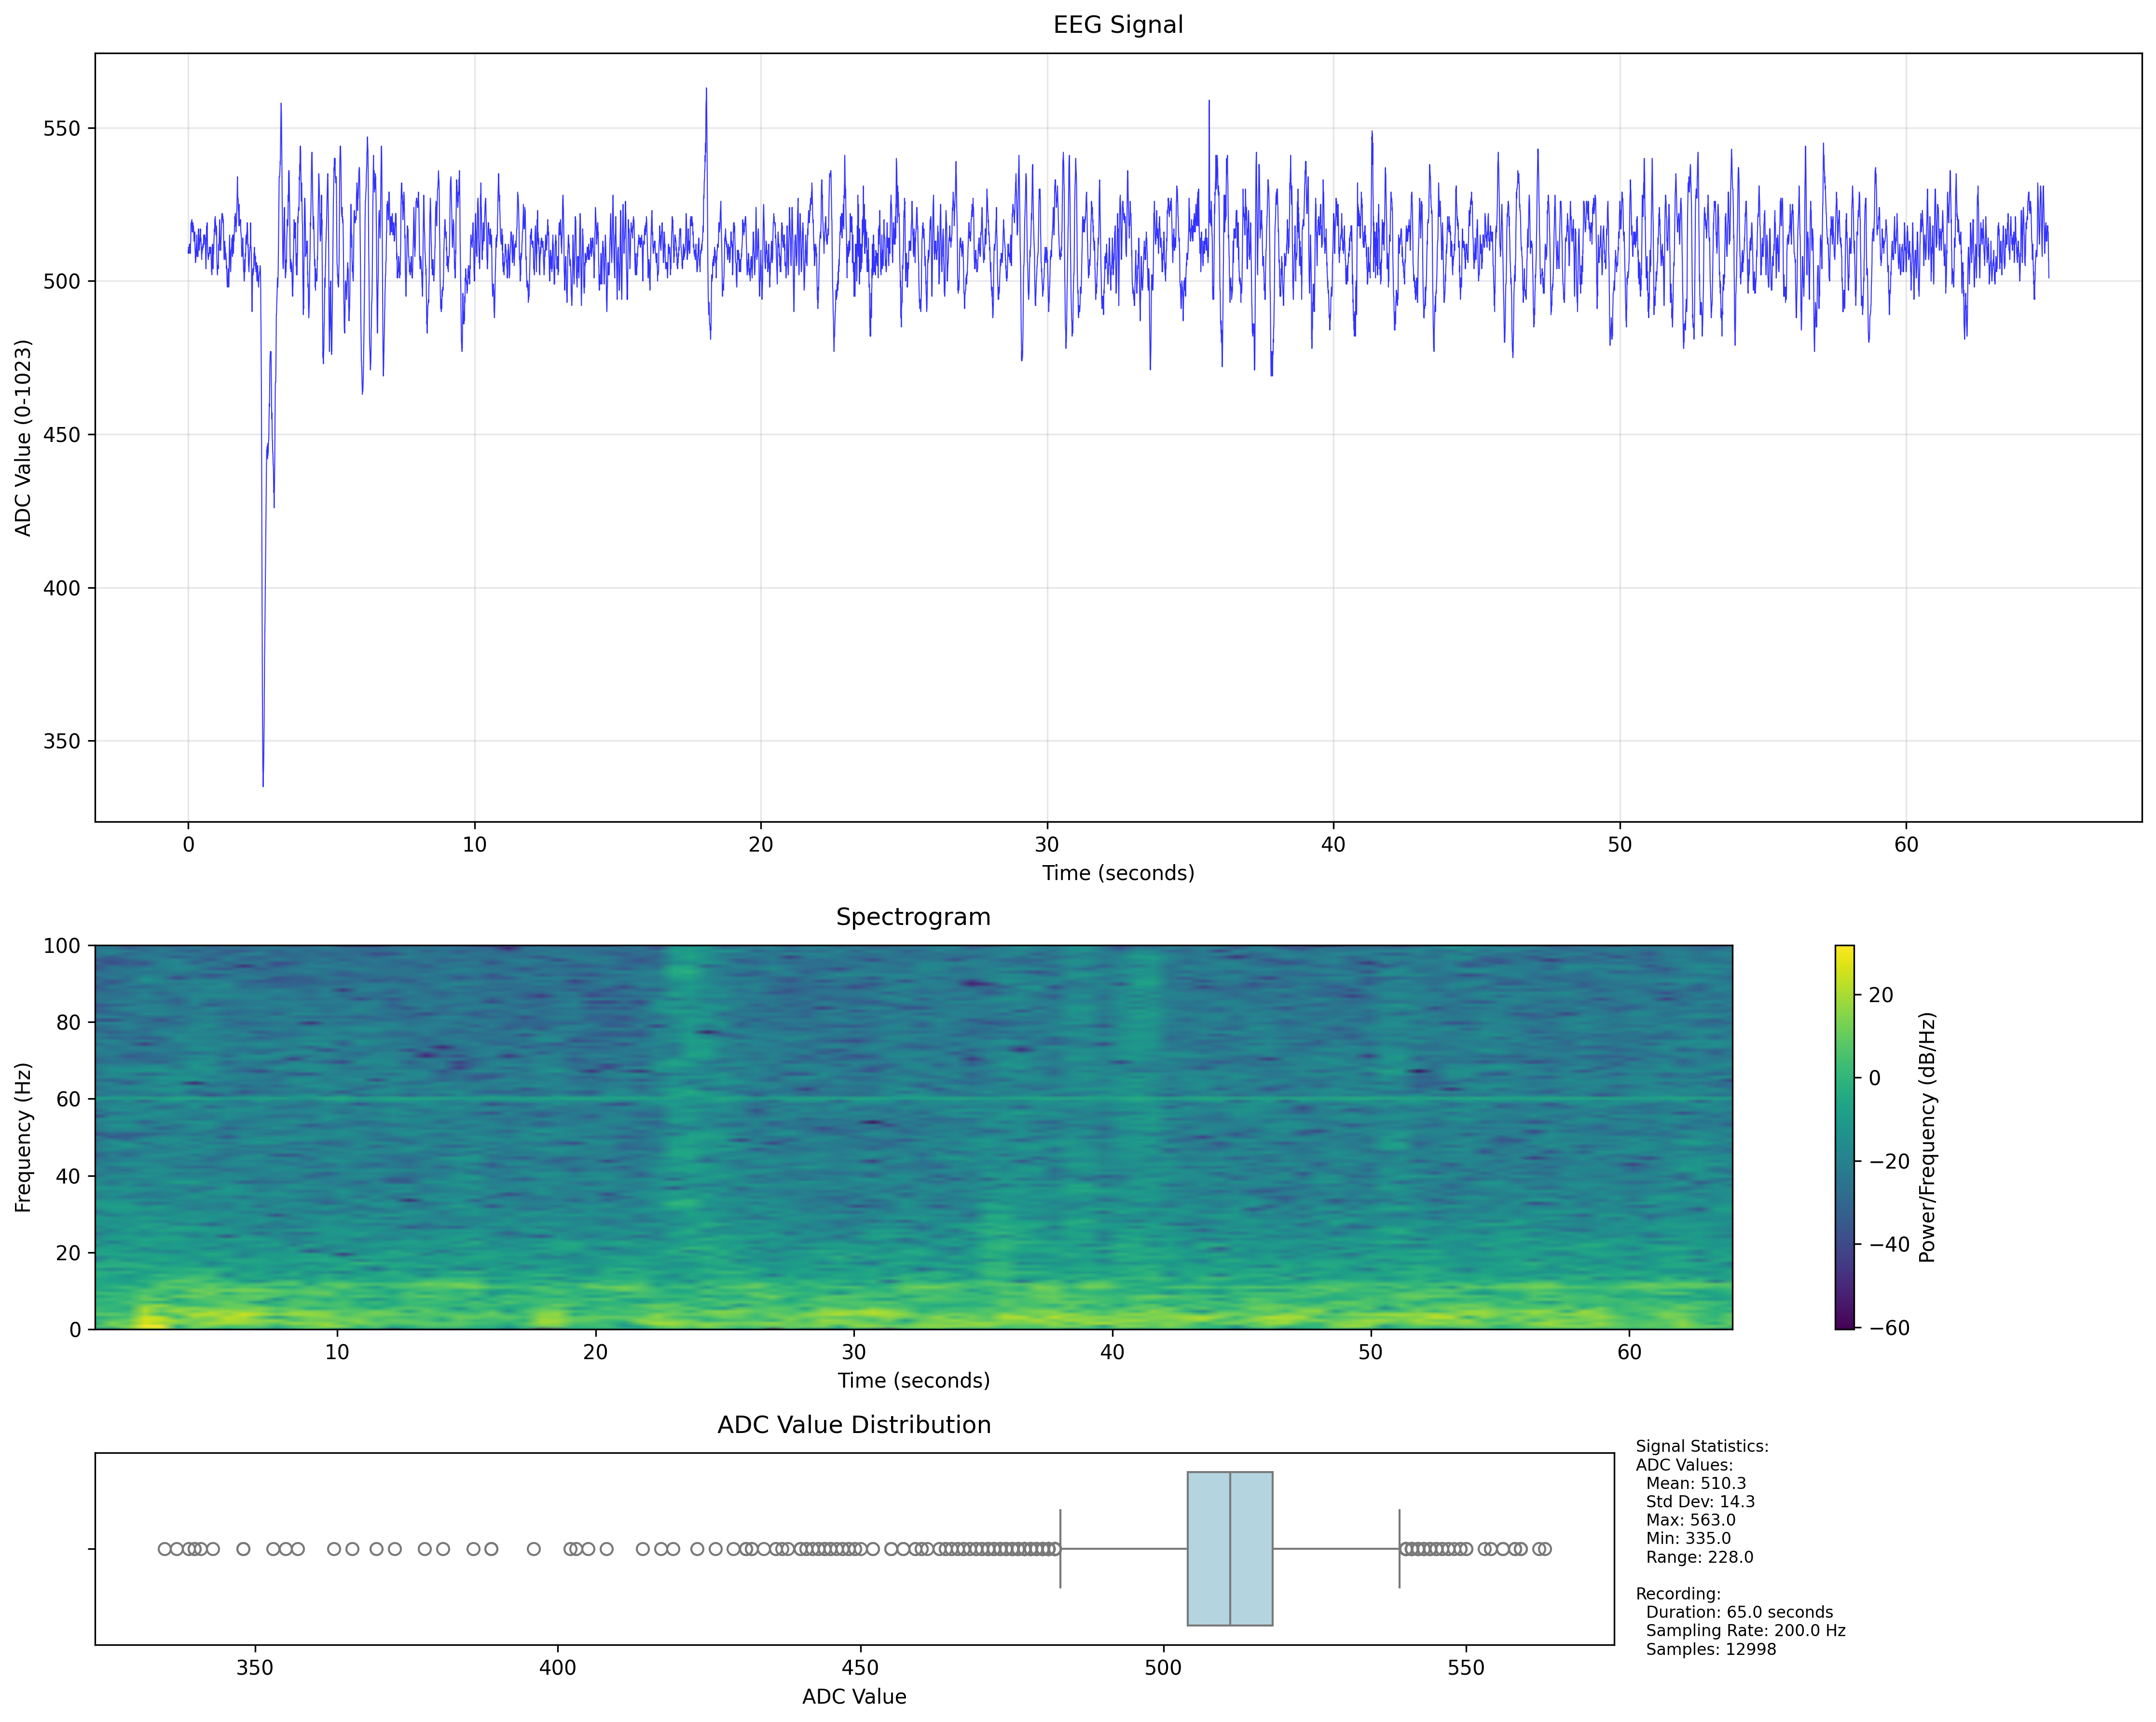 EEG Signal
550
500
450
400
350
ADC Value (0-1023)
0 10 20 30 40 50 60
Time (seconds)
Spectrogram
100
80
60
40
20
0
Frequency (Hz)
10 20 30 40 50 60
Time (seconds)
20
0
−20
−40
−60
Power/Frequency (dB/Hz)
ADC Value Distribution
350 400 450 500 550
ADC Value
Signal Statistics:
ADC Values:
Mean: 510.3
Std Dev: 14.3
Max: 563.0
Min: 335.0
Range: 228.0
Recording:
Duration: 65.0 seconds
Sampling Rate: 200.0 Hz
Samples: 12998